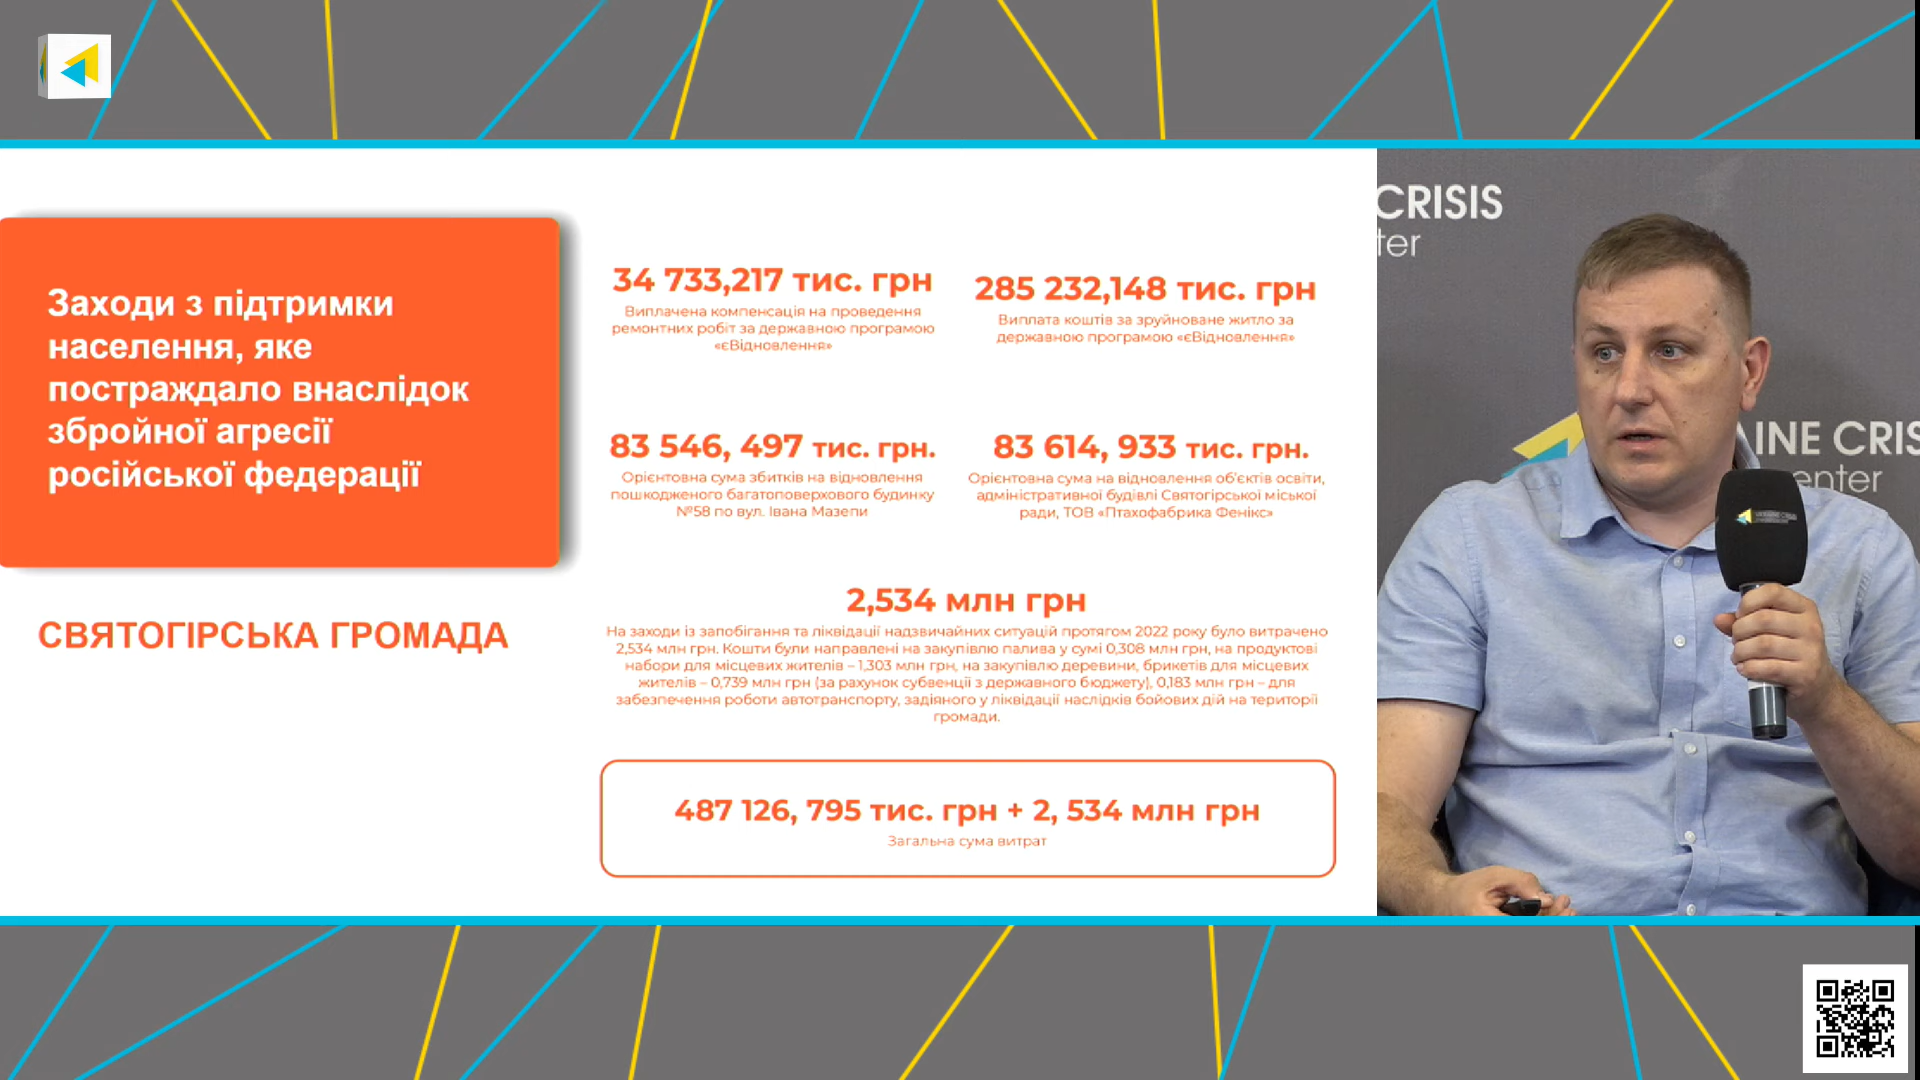 Заходи з підтримки
населення, яке
постраждало внаслідок
збройної агресії
російської федерації
СВЯТОГІРСЬКА ГРОМАДА
34 733,217 тис. грн
Виплачена компенсація на проведення
ремонтних робіт за державною програмою
«єВідновлення»
285 232,148 тис. грн
Виплата коштів за зруйноване житло за
державною програмою «єВідновлення»
83 546, 497 тис. грн.
Орієнтовна сума збитків на відновлення
пошкодженого багатоповерхового будинку
№58 по вул. Івана Мазепи
83 614, 933 тис. грн.
Орієнтовна сума на відновлення об'єктів освіти,
адміністративної будівлі Святогірської міської
ради, ТОВ «Птахофабрика Фенікс»
2,534 млн грн
На заходи із запобігання та ліквідації надзвичайних ситуацій протягом 2022 року було витрачено
2,534 млн грн. Кошти були направлені на закупівлю палива у сумі 0,308 млн грн, на продуктові
набори для місцевих жителів – 1,303 млн грн, на закупівлю деревини, брикетів для місцевих
жителів – 0,739 млн грн (за рахунок субвенції з державного бюджету), 0,183 млн грн – для
забезпечення роботи автотранспорту, задіяного у ліквідації наслідків бойових дій на території
громади.
487 126, 795 тис. грн + 2, 534 млн грн
Загальна сума витрат
CRISIS
ter
INE CRIS
enter
UKRAINE CRISIS